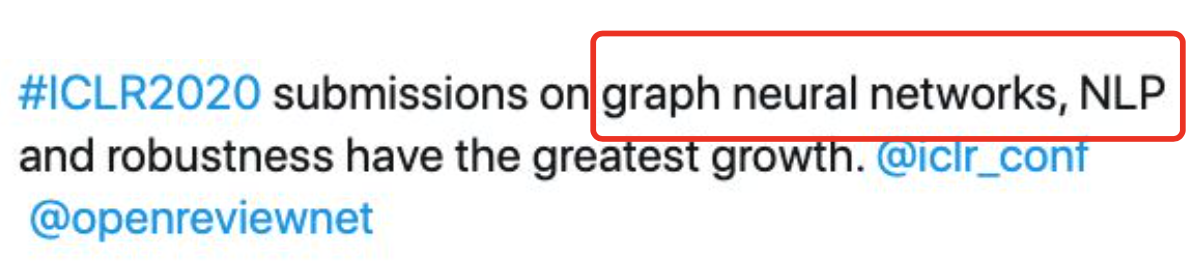 #ICLR2020 submissions on graph neural networks, NLP
and robustness have the greatest growth. @iclr_conf
@openreviewnet